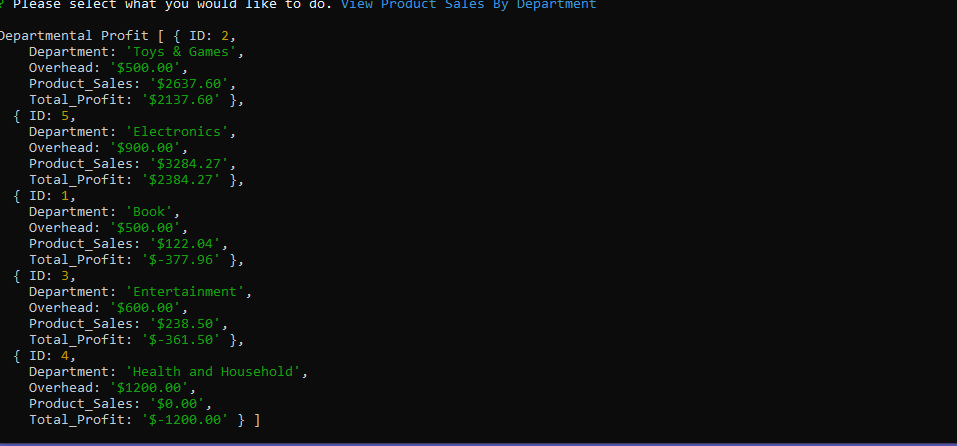 ? Please select what you would like to do. View Product Sales By Department
Departmental Profit [ { ID: 2,
Department: 'Toys & Games',
Overhead: '$500.00',
Product_Sales: '$2637.60',
Total_Profit: '$2137.60' },
{ ID: 5,
Department: 'Electronics',
Overhead: '$900.00',
Product_Sales: '$3284.27',
Total_Profit: '$2384.27' },
{ ID: 1,
Department: 'Book',
Overhead: '$500.00',
Product_Sales: '$122.04',
Total_Profit: '$-377.96' },
{ ID: 3,
Department: 'Entertainment',
Overhead: '$600.00',
Product_Sales: '$238.50',
Total_Profit: '$-361.50' },
{ ID: 4,
Department: 'Health and Household',
Overhead: '$1200.00',
Product_Sales: '$0.00',
Total_Profit: '$-1200.00' } ]